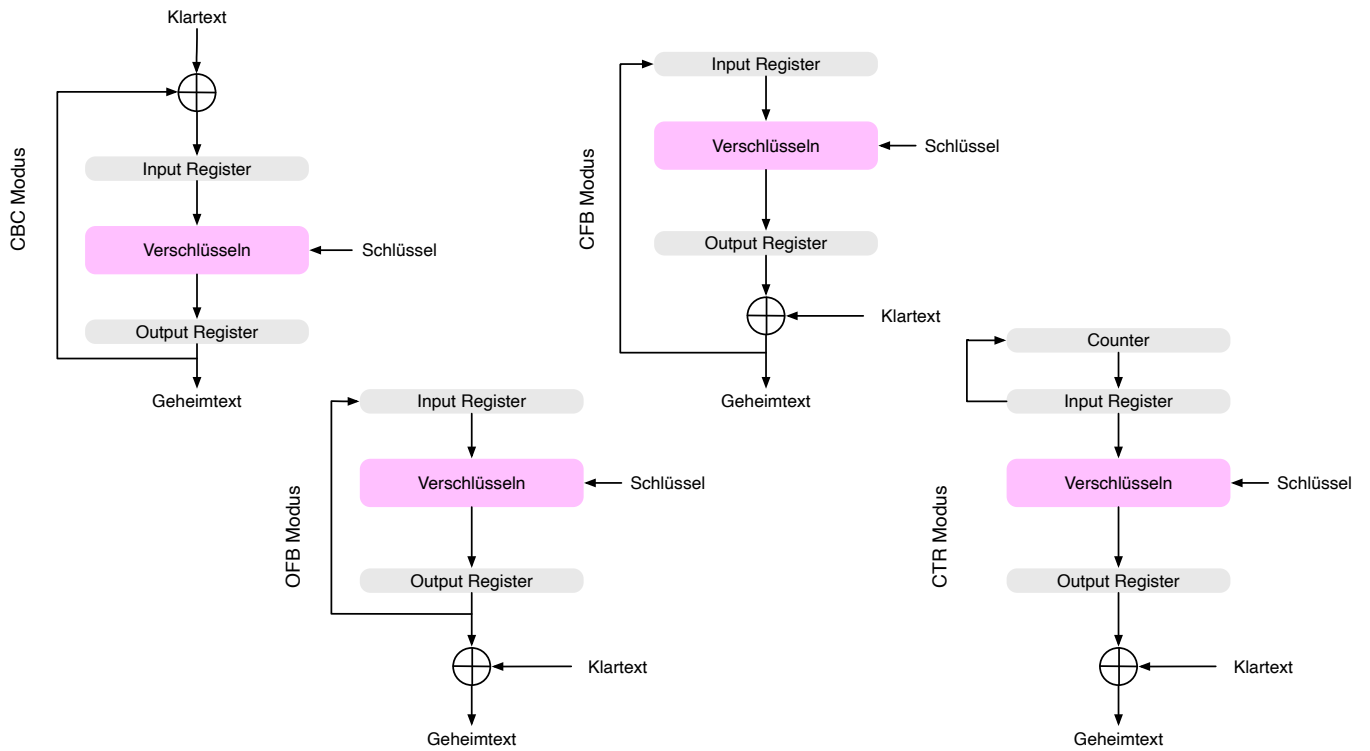 Klartext
CBC Modus
Input Register
Verschlüsseln
Schlüssel
Output Register
Geheimtext
CFB Modus
Input Register
Verschlüsseln
Schlüssel
Output Register
Klartext
Geheimtext
OFB Modus
Input Register
Verschlüsseln
Schlüssel
Output Register
Klartext
Geheimtext
CTR Modus
Counter
Input Register
Verschlüsseln
Schlüssel
Output Register
Klartext
Geheimtext